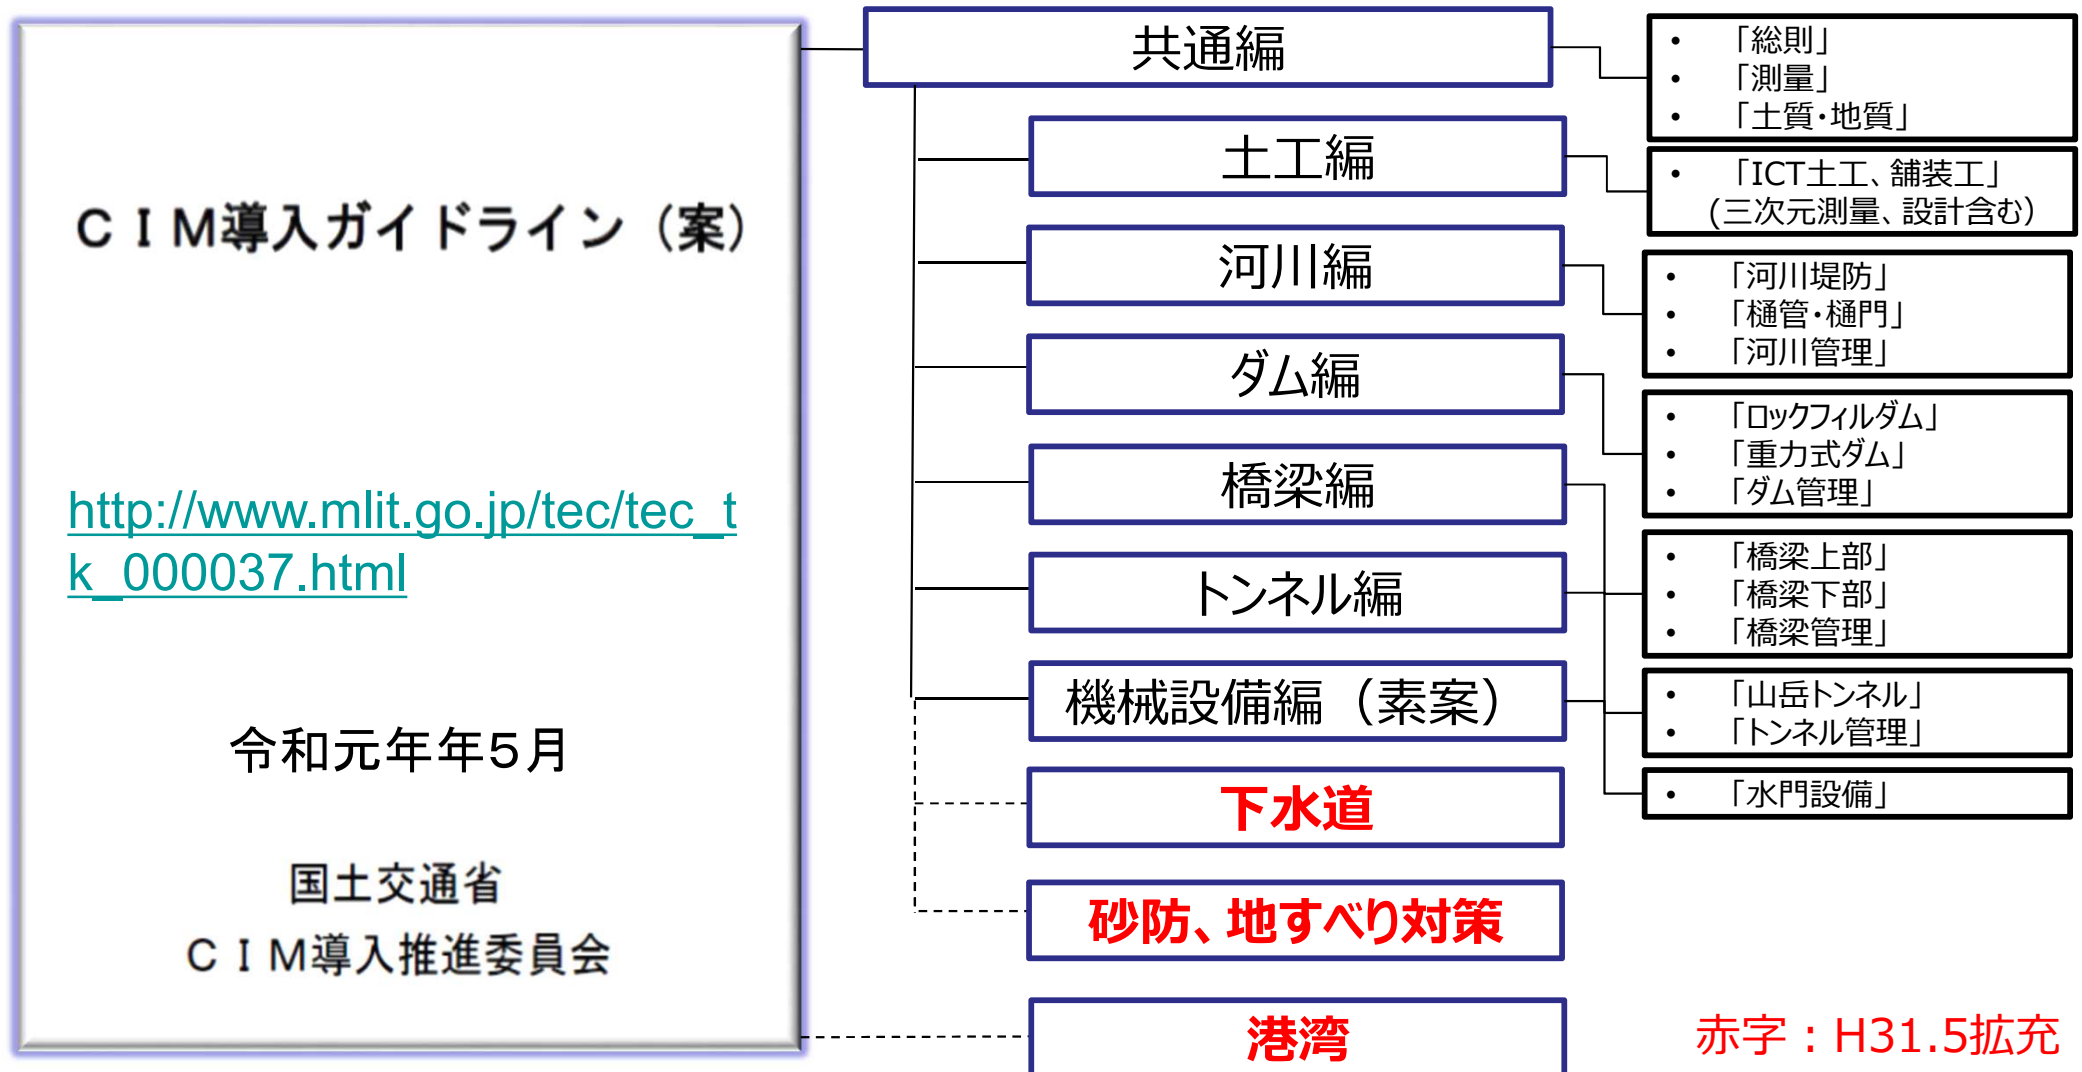 CIM導入ガイドライン（案）
http://www.mlit.go.jp/tec/tec_t
k_000037.html
令和元年年5月
国土交通省
CIM導入推進委員会
共通編
土工編
河川編
ダム編
橋梁編
トンネル編
機械設備編（素案）
下水道
砂防、地すべり対策
港湾
• 「総則」
• 「測量」
• 「土質・地質」
• 「ICT土工、舗装工」
(三次元測量、設計含む）
• 「河川堤防」
• 「樋管・樋門」
• 「河川管理」
• 「ロックフィルダム」
• 「重力式ダム」
• 「ダム管理」
• 「橋梁上部」
• 「橋梁下部」
• 「橋梁管理」
• 「山岳トンネル」
• 「トンネル管理」
• 「水門設備」
赤字：H31.5拡充